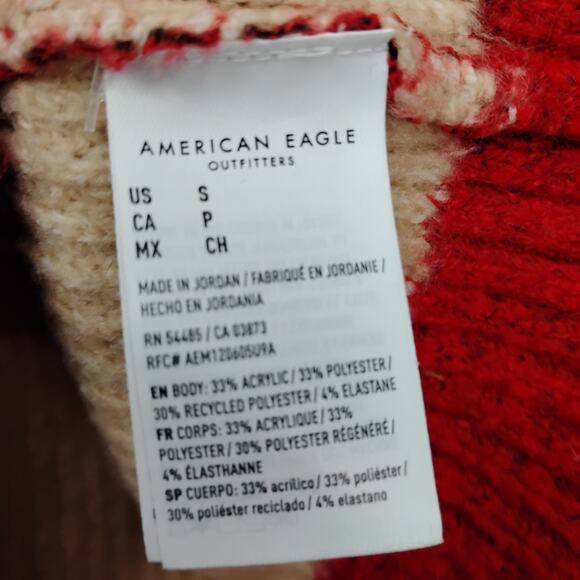 AMERICAN EAGLE
OUTFITTERS
US S
CA P
MX CH
MADE IN JORDAN / FABRIQUÉ EN JORDANIE /
HECHO EN JORDANIA
RN 54485 / CA 03873
RFC# AEM120605U9A
EN BODY: 33% ACRYLIC / 33% POLYESTER /
30% RECYCLED POLYESTER / 4% ELASTANE
FR CORPS: 33% ACRYLIQUE / 33%
POLYESTER / 30% POLYESTER RÉGÉNÉRÉ /
4% ÉLASTHANNE
SP CUERPO: 33% acrílico / 33% poliéster /
30% poliéster reciclado / 4% elastano